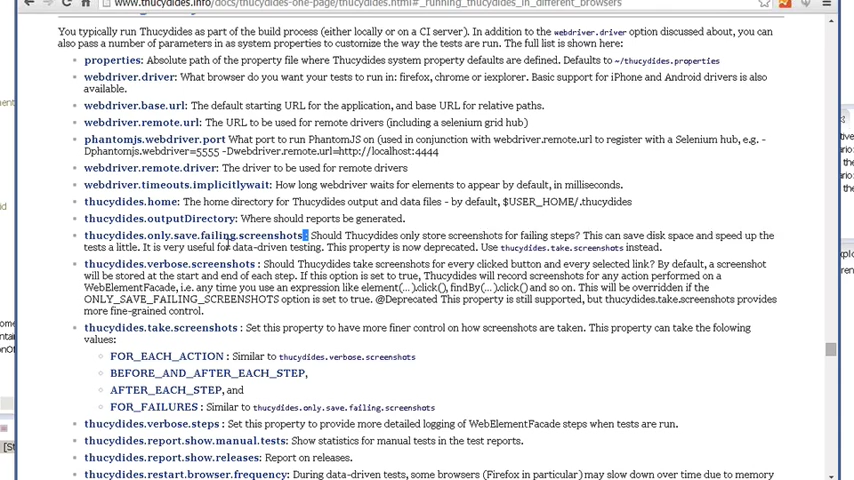 www.thucydides.info/docs/thucydides-one-page/thucydides.html#_running_thucydides_in_different_browsers
You typically run Thucydides as part of the build process (either locally or on a CI server). In addition to the webdriver.driver option discussed about, you can
also pass a number of parameters in as system properties to customize the way the tests are run. The full list is shown here:
properties: Absolute path of the property file where Thucydides system property defaults are defined. Defaults to ~/thucydides.properties
webdriver.driver: What browser do you want your tests to run in: firefox, chrome or iexplorer. Basic support for iPhone and Android drivers is also
available.
webdriver.base.url: The default starting URL for the application, and base URL for relative paths.
webdriver.remote.url: The URL to be used for remote drivers (including a selenium grid hub)
phantomjs.webdriver.port What port to run PhantomJS on (used in conjunction with webdriver.remote.url to register with a Selenium hub, e.g. -
Dphantomjs.webdriver=5555 -Dwebdriver.remote.url=http://localhost:4444
webdriver.remote.driver: The driver to be used for remote drivers
webdriver.timeouts.implicitlywait: How long webdriver waits for elements to appear by default, in milliseconds.
thucydides.home: The home directory for Thucydides output and data files - by default, $USER_HOME/.thucydides
thucydides.outputDirectory: Where should reports be generated.
thucydides.only.save.failing.screenshots : Should Thucydides only store screenshots for failing steps? This can save disk space and speed up the
tests a little. It is very useful for data-driven testing. This property is now deprecated. Use thucydides.take.screenshots instead.
thucydides.verbose.screenshots : Should Thucydides take screenshots for every clicked button and every selected link? By default, a screenshot
will be stored at the start and end of each step. If this option is set to true, Thucydides will record screenshots for any action performed on a
WebElementFacade, i.e. any time you use an expression like element(...).click(), findBy(...).click() and so on. This will be overridden if the
ONLY_SAVE_FAILING_SCREENSHOTS option is set to true. @Deprecated This property is still supported, but thucydides.take.screenshots provides
more fine-grained control.
thucydides.take.screenshots : Set this property to have more finer control on how screenshots are taken. This property can take the folowing
values:
FOR_EACH_ACTION : Similar to thucydides.verbose.screenshots
BEFORE_AND_AFTER_EACH_STEP,
AFTER_EACH_STEP, and
FOR_FAILURES : Similar to thucydides.only.save.failing.screenshots
thucydides.verbose.steps : Set this property to provide more detailed logging of WebElementFacade steps when tests are run.
thucydides.report.show.manual.tests: Show statistics for manual tests in the test reports.
thucydides.report.show.releases: Report on releases.
thucydides.restart.browser.frequency: During data-driven tests, some browsers (Firefox in particular) may slow down over time due to memory